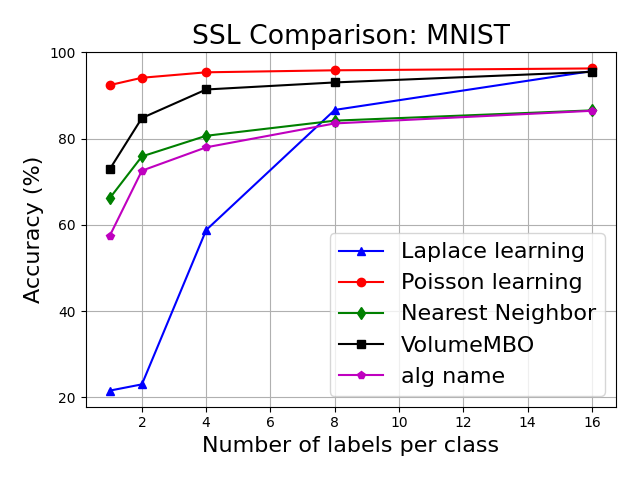 SSL Comparison: MNIST
100
80
60
40
20
Accuracy (%)
Laplace learning
Poisson learning
Nearest Neighbor
VolumeMBO
alg name
2 4 6 8 10 12 14 16
Number of labels per class